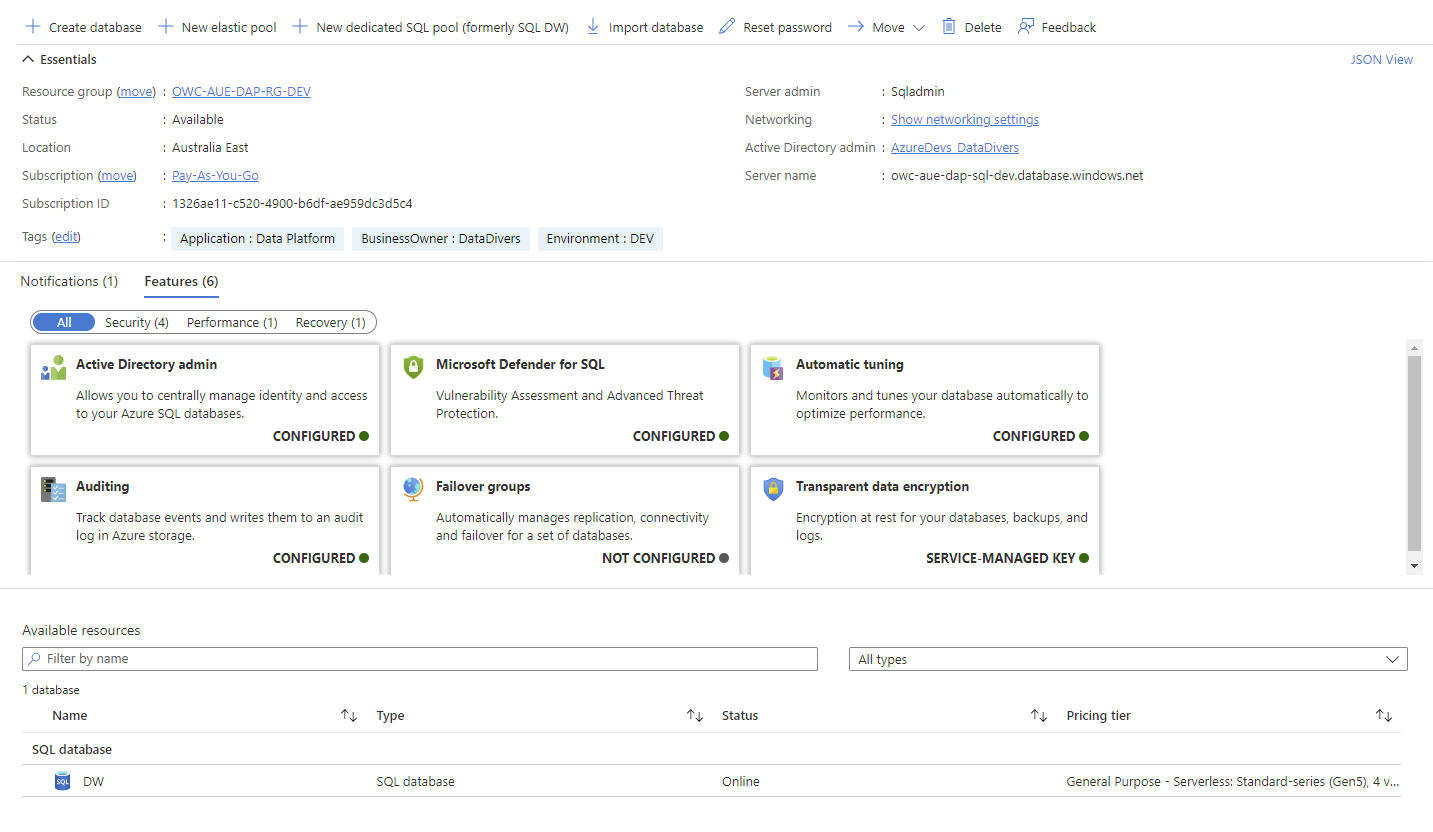 Create database New elastic pool New dedicated SQL pool (formerly SQL DW) Import database Reset password Move Delete Feedback
Essentials JSON View
Resource group (move) : OWC-AUE-DAP-RG-DEV Server admin : Sqladmin
Status : Available Networking : Show networking settings
Location : Australia East Active Directory admin : AzureDevs_DataDivers
Subscription (move) : Pay-As-You-Go Server name : owc-aue-dap-sql-dev.database.windows.net
Subscription ID : 1326ae11-c520-4900-b6df-ae959dc3d5c4
Tags (edit) : Application : Data Platform BusinessOwner : DataDivers Environment : DEV
Notifications (1) Features (6)
All Security (4) Performance (1) Recovery (1)
Active Directory admin
Allows you to centrally manage identity and access
to your Azure SQL databases.
CONFIGURED
Microsoft Defender for SQL
Vulnerability Assessment and Advanced Threat
Protection.
CONFIGURED
Automatic tuning
Monitors and tunes your database automatically to
optimize performance.
CONFIGURED
Auditing
Track database events and writes them to an audit
log in Azure storage.
CONFIGURED
Failover groups
Automatically manages replication, connectivity
and failover for a set of databases.
NOT CONFIGURED
Transparent data encryption
Encryption at rest for your databases, backups, and
logs.
SERVICE-MANAGED KEY
Available resources
Filter by name All types
1 database
Name Type Status Pricing tier
SQL database
SQL DW SQL database Online General Purpose - Serverless: Standard-series (Gen5), 4 v...